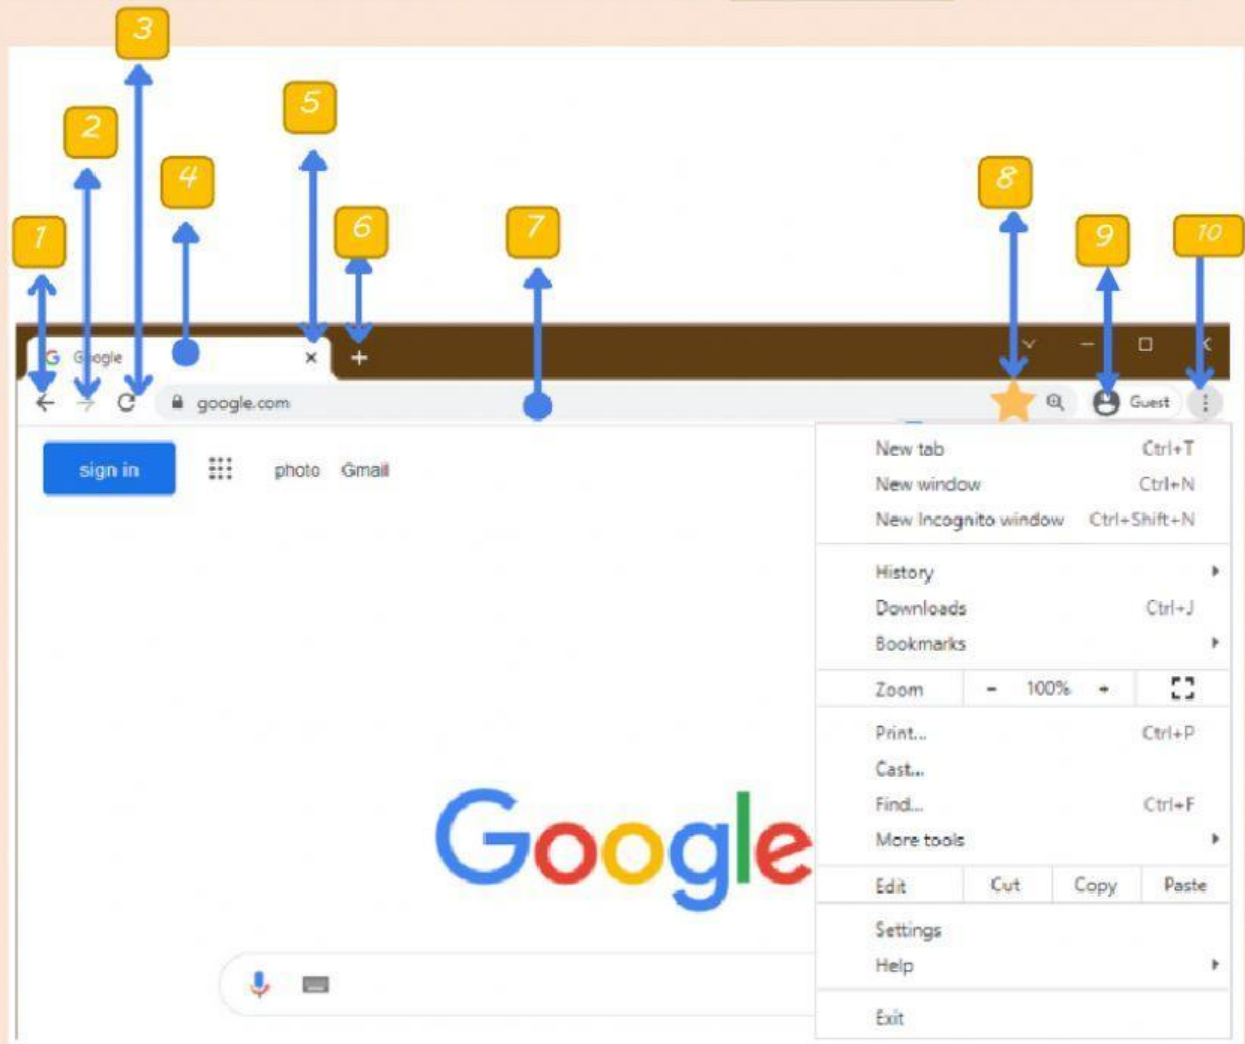 3
5
2
4
8
1
6
7
9
10
Google
google.com
Guest
sign in
photo
Gmail
New tab Ctrl+T
New window Ctrl+N
New Incognito window Ctrl+Shift+N
History
Downloads Ctrl+J
Bookmarks
Zoom - 100% +
Print... Ctrl+P
Cast...
Find... Ctrl+F
More tools
Edit Cut Copy Paste
Settings
Help
Exit
Google